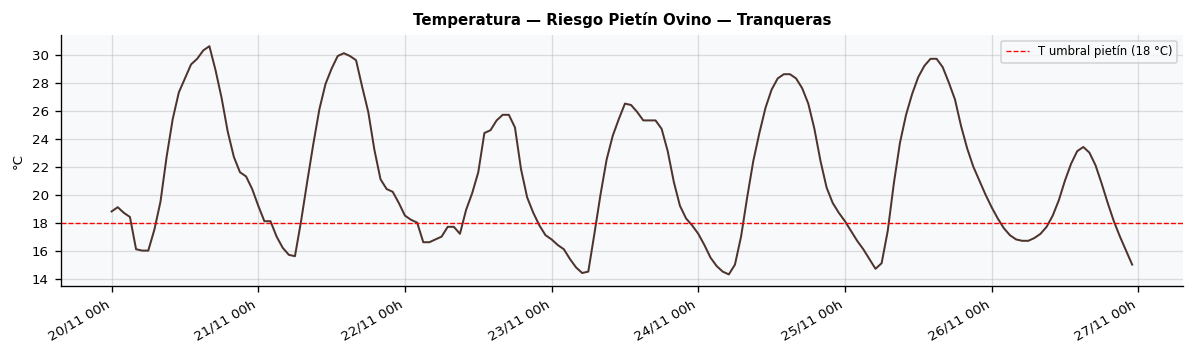 Temperatura — Riesgo Pietín Ovino — Tranqueras
T umbral pietín (18 °C)
°C
30
28
26
24
22
20
18
16
14
20/11 00h
21/11 00h
22/11 00h
23/11 00h
24/11 00h
25/11 00h
26/11 00h
27/11 00h